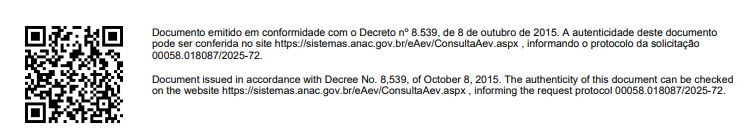 Documento emitido em conformidade com o Decreto nº 8.539, de 8 de outubro de 2015. A autenticidade deste documento
pode ser conferida no site https://sistemas.anac.gov.br/eAev/ConsultaAev.aspx , informando o protocolo da solicitação
00058.018087/2025-72.
Document issued in accordance with Decree No. 8,539, of October 8, 2015. The authenticity of this document can be checked
on the website https://sistemas.anac.gov.br/eAev/ConsultaAev.aspx , informing the request protocol 00058.018087/2025-72.